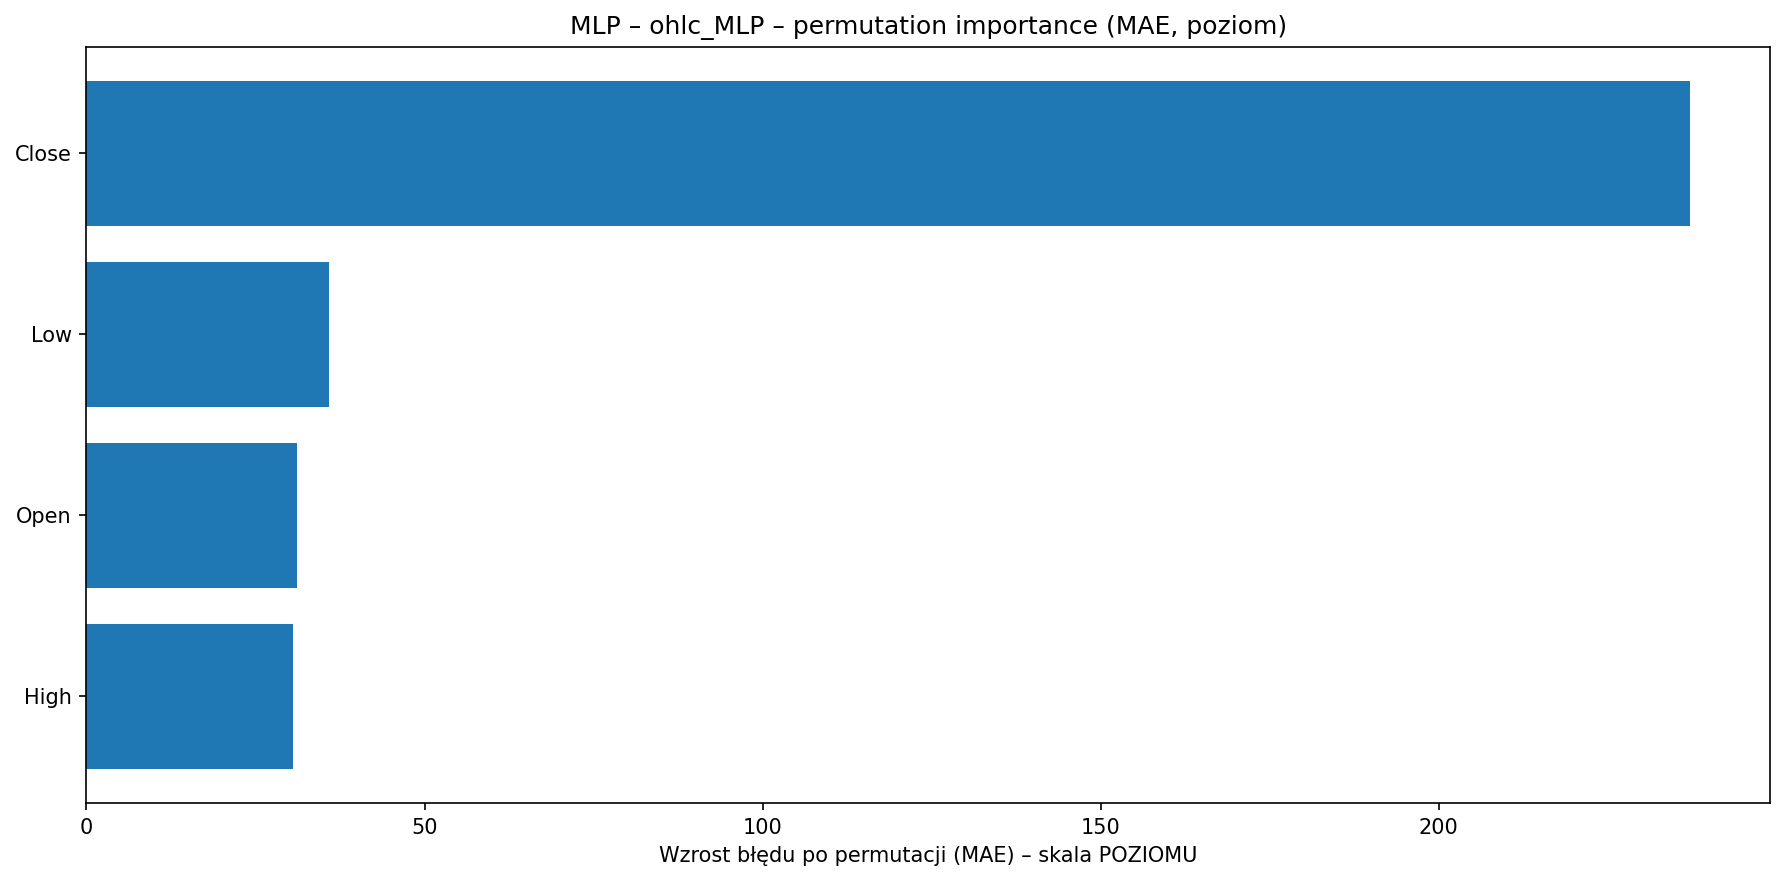 MLP – ohlc_MLP – permutation importance (MAE, poziom)
Close
Low
Open
High
0 50 100 150 200
Wzrost błędu po permutacji (MAE) – skala POZIOMU